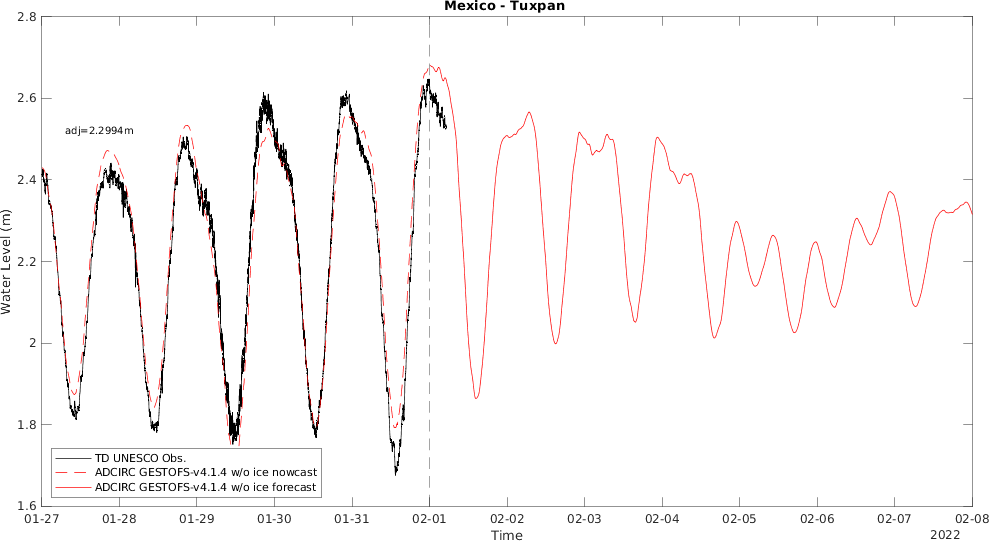 Mexico - Tuxpan
2.8
2.6
2.4
2.2
2
1.8
1.6
Water Level (m)
adj=2.2994m
TD UNESCO Obs.
ADCIRC GESTOFS-v4.1.4 w/o ice nowcast
ADCIRC GESTOFS-v4.1.4 w/o ice forecast
01-27 01-28 01-29 01-30 01-31 02-01 02-02 02-03 02-04 02-05 02-06 02-07 02-08
Time
2022